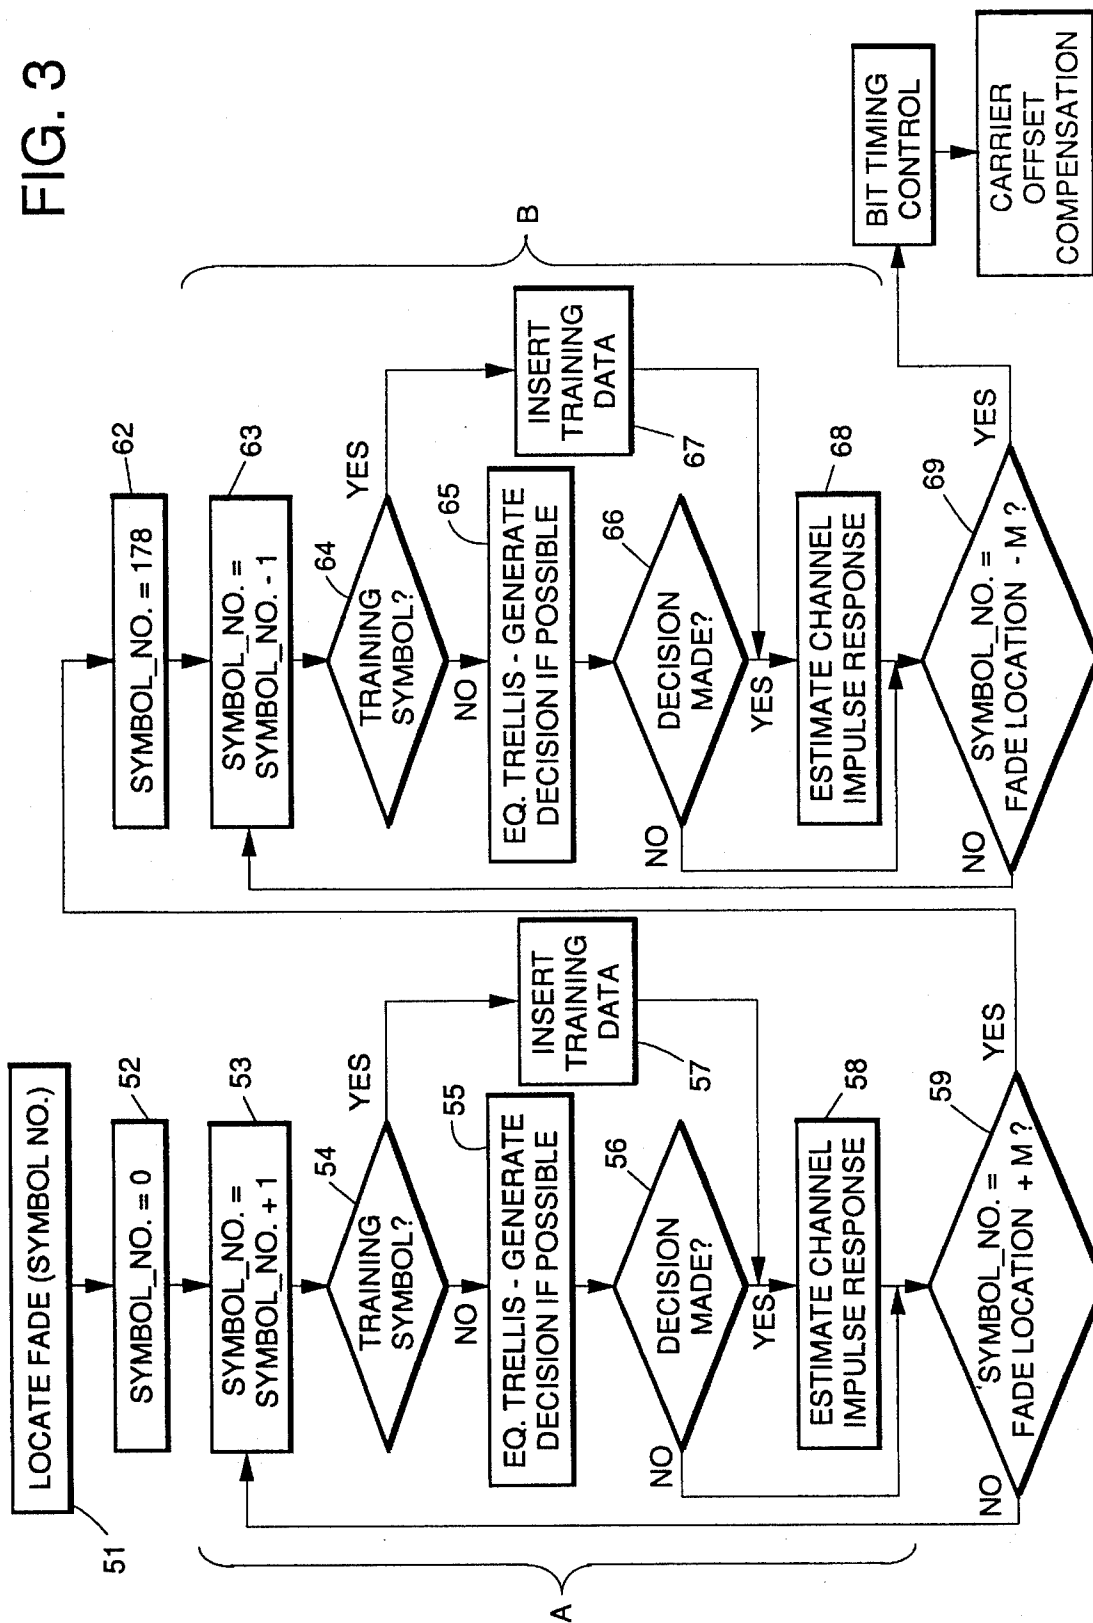 FIG. 3
LOCATE FADE (SYMBOL NO.)
51
SYMBOL_NO. = 0
52
SYMBOL_NO. =
SYMBOL_NO. + 1
53
TRAINING
SYMBOL?
54
YES
NO
EQ. TRELLIS - GENERATE
DECISION IF POSSIBLE
55
INSERT
TRAINING
DATA
57
DECISION
MADE?
56
NO
YES
ESTIMATE CHANNEL
IMPULSE RESPONSE
58
SYMBOL_NO. =
FADE LOCATION + M ?
59
NO
YES
A
SYMBOL_NO. = 178
62
SYMBOL_NO. =
SYMBOL_NO. - 1
63
TRAINING
SYMBOL?
64
YES
NO
EQ. TRELLIS - GENERATE
DECISION IF POSSIBLE
65
INSERT
TRAINING
DATA
67
DECISION
MADE?
66
NO
YES
ESTIMATE CHANNEL
IMPULSE RESPONSE
68
SYMBOL_NO. =
FADE LOCATION - M ?
69
NO
YES
B
BIT TIMING
CONTROL
CARRIER
OFFSET
COMPENSATION